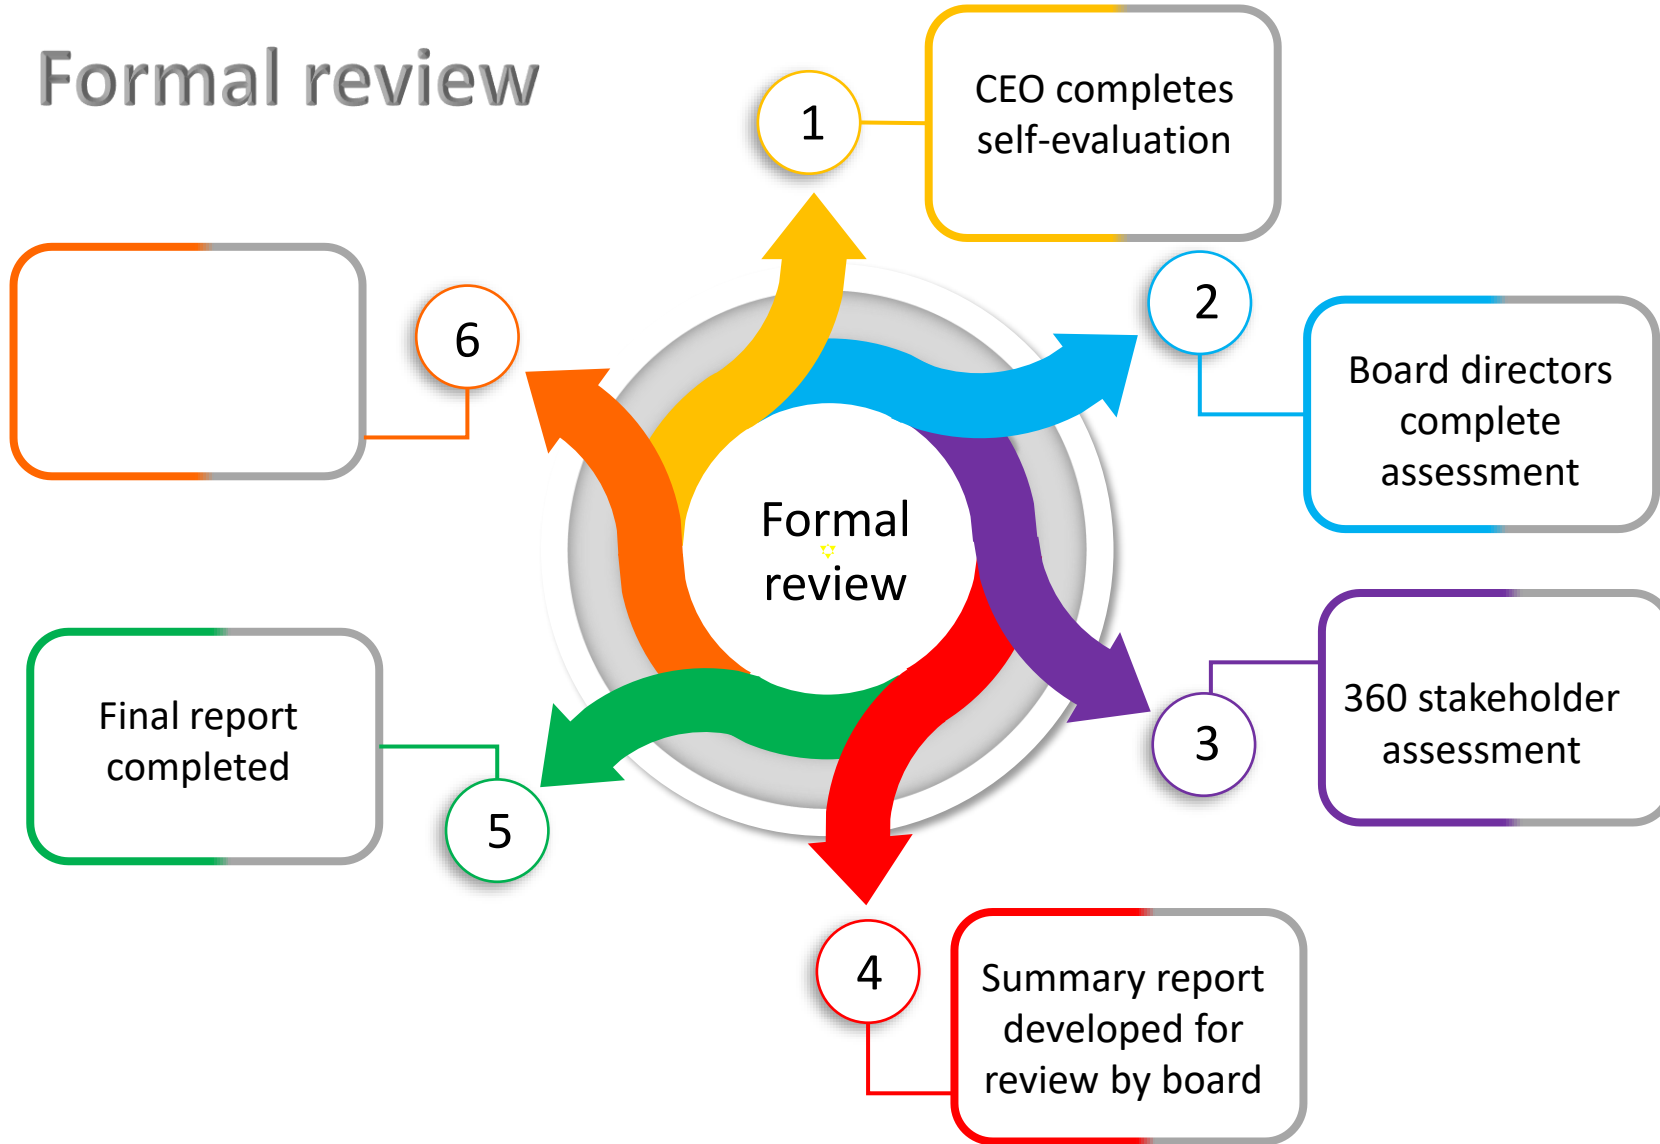 Formal review
1
CEO completes
self-evaluation
2
Board directors
complete
assessment
3
360 stakeholder
assessment
4
Summary report
developed for
review by board
5
Final report
completed
6
Formal
review